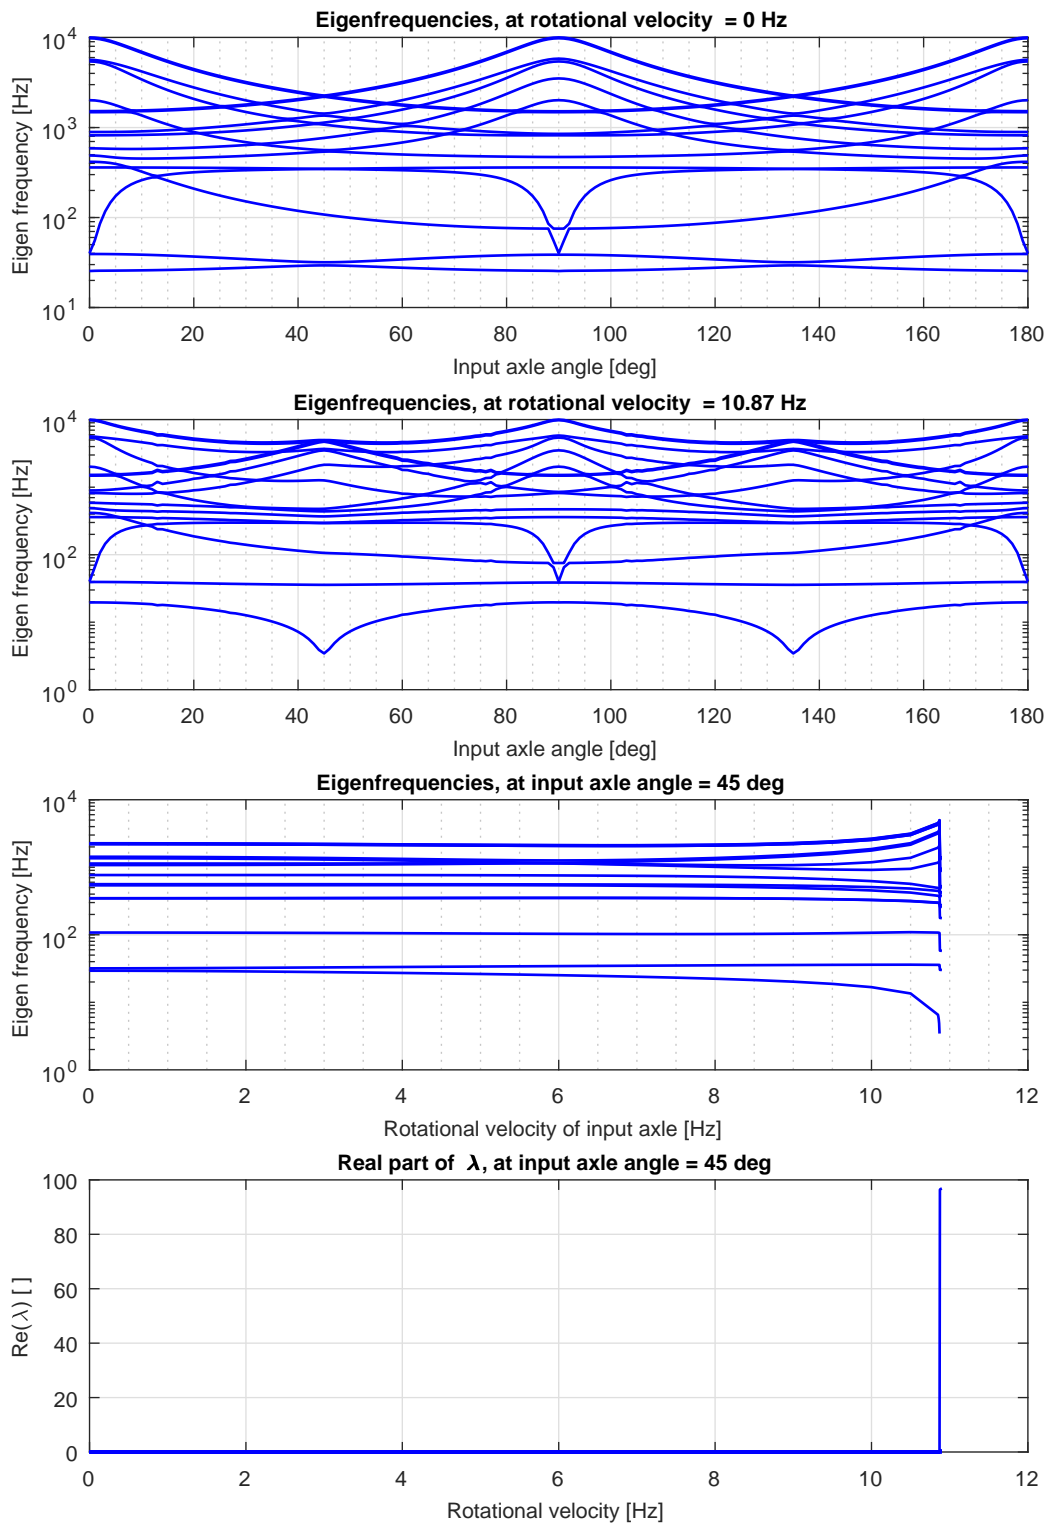 Eigenfrequencies, at rotational velocity = 0 Hz
Eigen frequency [Hz]
10^4
10^3
10^2
10^1
0 20 40 60 80 100 120 140 160 180
Input axle angle [deg]
Eigenfrequencies, at rotational velocity = 10.87 Hz
Eigen frequency [Hz]
10^4
10^2
10^0
0 20 40 60 80 100 120 140 160 180
Input axle angle [deg]
Eigenfrequencies, at input axle angle = 45 deg
Eigen frequency [Hz]
10^4
10^2
10^0
0 2 4 6 8 10 12
Rotational velocity of input axle [Hz]
Real part of λ, at input axle angle = 45 deg
Re(λ) [ ]
100
80
60
40
20
0
0 2 4 6 8 10 12
Rotational velocity [Hz]